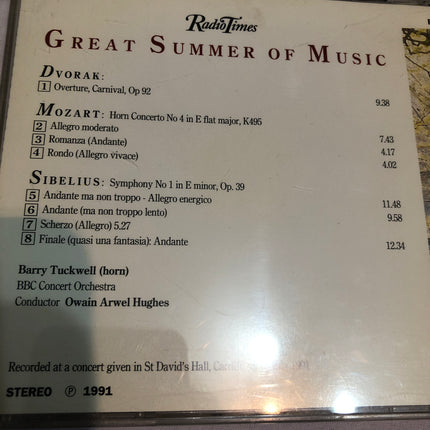 RadioTimes
GREAT SUMMER OF MUSIC
DVORAK:
1 Overture, Carnival, Op 92
9.38
MOZART: Horn Concerto No 4 in E flat major, K495
2 Allegro moderato
7.43
3 Romanza (Andante)
4.17
4 Rondo (Allegro vivace)
4.02
SIBELIUS: Symphony No 1 in E minor, Op. 39
5 Andante ma non troppo - Allegro energico
11.48
6 Andante (ma non troppo lento)
9.58
7 Scherzo (Allegro) 5.27
8 Finale (quasi una fantasia): Andante
12.34
Barry Tuckwell (horn)
BBC Concert Orchestra
Conductor Owain Arwel Hughes
Recorded at a concert given in St David's Hall,
STEREO ℗ 1991